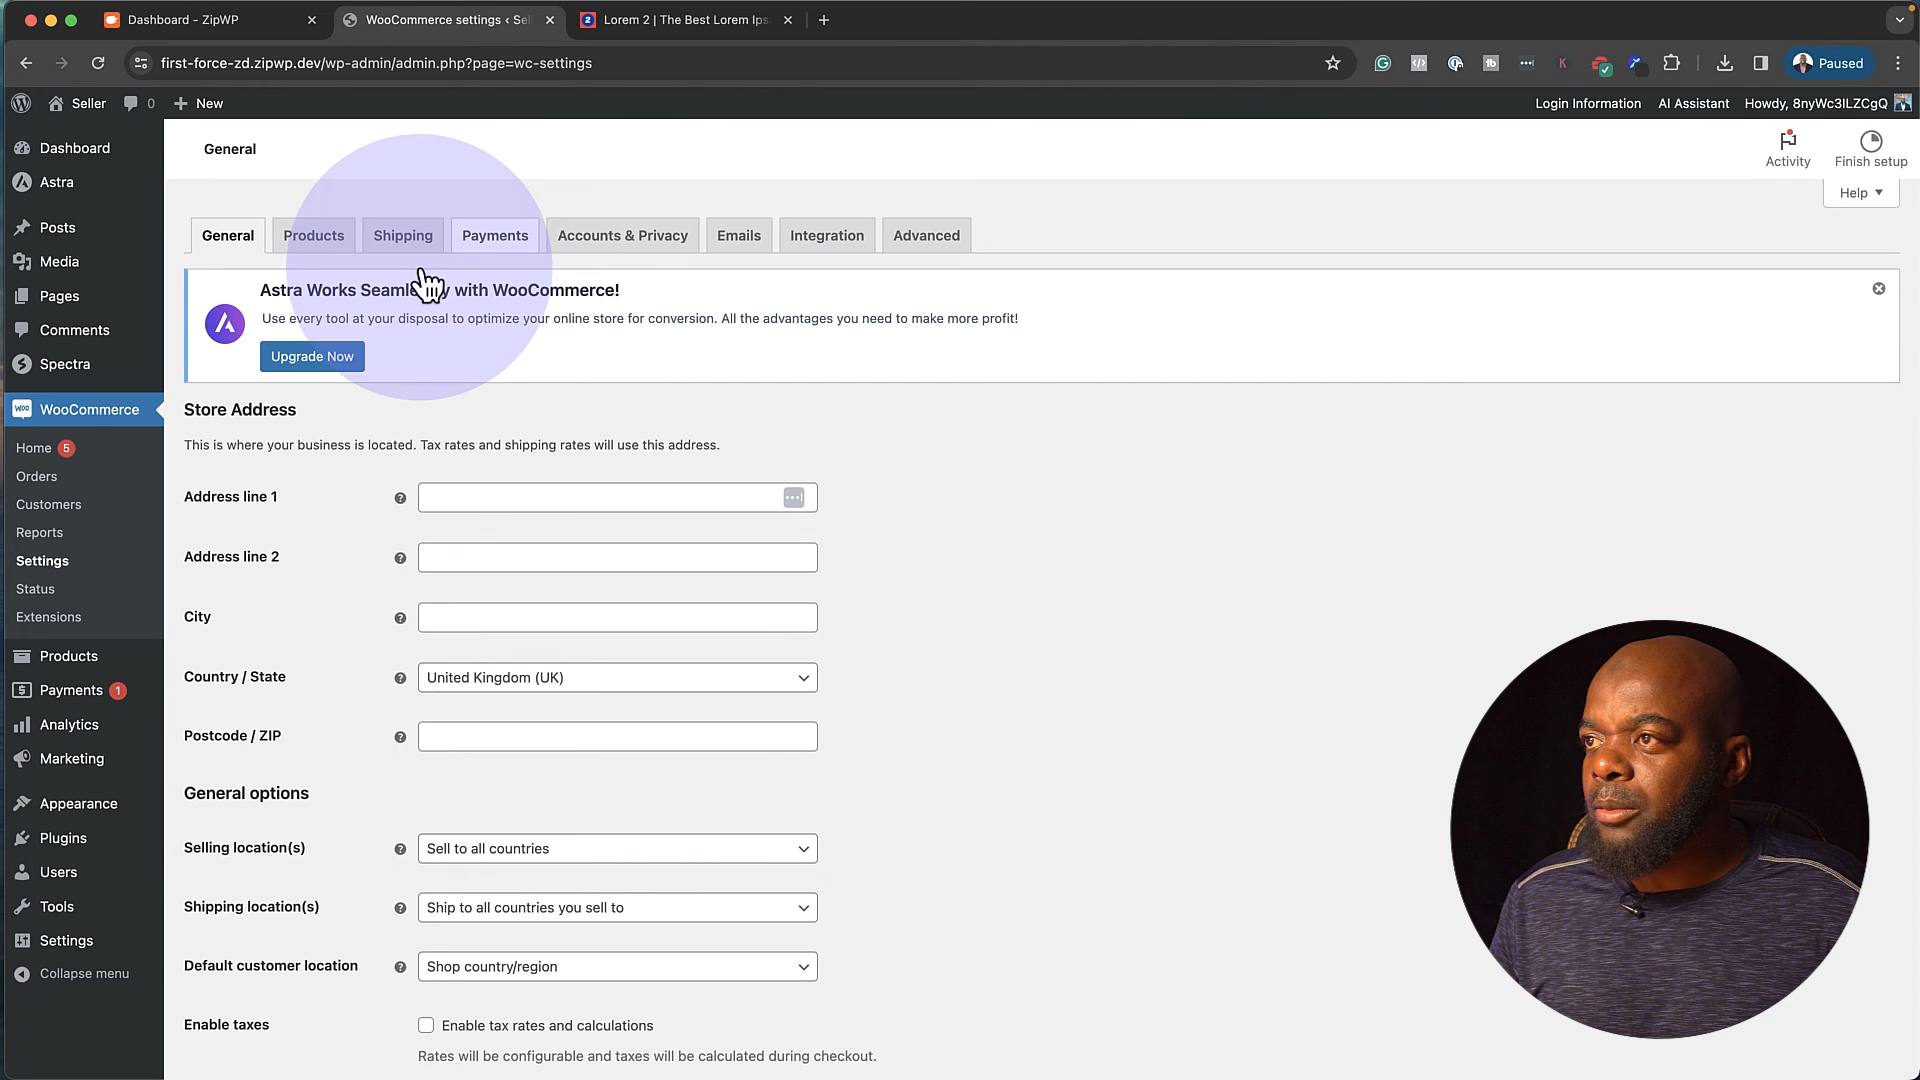 Dashboard - ZipWP
WooCommerce settings ‹ Sel
2
Lorem 2 | The Best Lorem Ips
first-force-zd.zipwp.dev/wp-admin/admin.php?page=wc-settings
Paused
Seller
0
New
Login Information
AI Assistant
Howdy, 8nyWc3ILZCgQ
Dashboard
Astra
Posts
Media
Pages
Comments
Spectra
WooCommerce
Home 5
Orders
Customers
Reports
Settings
Status
Extensions
Products
Payments 1
Analytics
Marketing
Appearance
Plugins
Users
Tools
Settings
Collapse menu
General
Activity
Finish setup
Help
General
Products
Shipping
Payments
Accounts & Privacy
Emails
Integration
Advanced
with WooCommerce!
Astra Works
Use every tool at your disposal to optimize your online store for conversion. All the advantages you need to make more profit!
Upgrade Now
Store Address
This is where your business is located. Tax rates and shipping rates will use this address.
Address line 1
Address line 2
City
Country / State
United Kingdom (UK)
Postcode / ZIP
General options
Selling location(s)
Sell to all countries
Shipping location(s)
Ship to all countries you sell to
Default customer location
Shop country/region
Enable taxes
Enable tax rates and calculations
Rates will be configurable and taxes will be calculated during checkout.